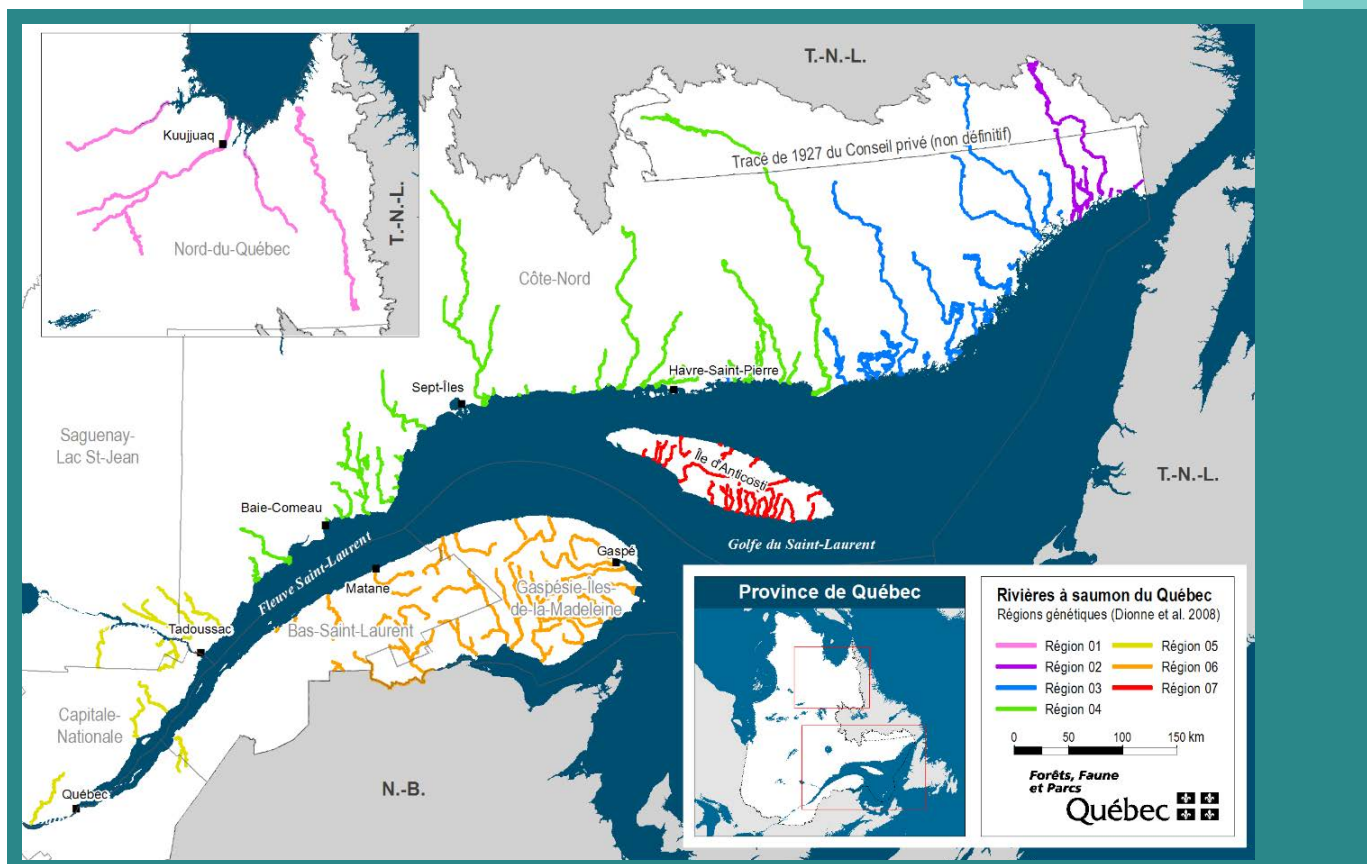 T.-N.-L.
Kuujjuaq
T.-N.-L.
Nord-du-Québec
Tracé de 1927 du Conseil privé (non définitif)
Côte-Nord
Sept-Îles
Havre-Saint-Pierre
Saguenay-
Lac St-Jean
Île d'Anticosti
T.-N.-L.
Baie-Comeau
Fleuve Saint-Laurent
Golfe du Saint-Laurent
Gaspé
Matane
Gaspésie-Îles-
de-la-Madeleine
Bas-Saint-Laurent
Tadoussac
Capitale-
Nationale
Québec
N.-B.
Province de Québec
Rivières à saumon du Québec
Régions génétiques (Dionne et al. 2008)
Région 01
Région 02
Région 03
Région 04
Région 05
Région 06
Région 07
0 50 100 150 km
Forêts, Faune
et Parcs
Québec